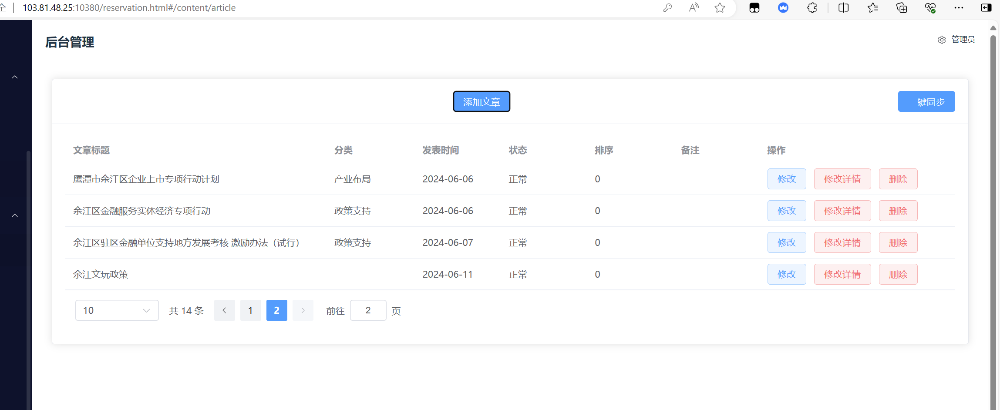 全 | 103.81.48.25:10380/reservation.html#/content/article
后台管理
管理员
添加文章
一键同步
文章标题 分类 发表时间 状态 排序 备注 操作
鹰潭市余江区企业上市专项行动计划 产业布局 2024-06-06 正常 0 修改 修改详情 删除
余江区金融服务实体经济专项行动 政策支持 2024-06-06 正常 0 修改 修改详情 删除
余江区驻区金融单位支持地方发展考核 激励办法（试行） 政策支持 2024-06-07 正常 0 修改 修改详情 删除
余江文玩政策 2024-06-11 正常 0 修改 修改详情 删除
10 共 14 条 1 2 前往 2 页